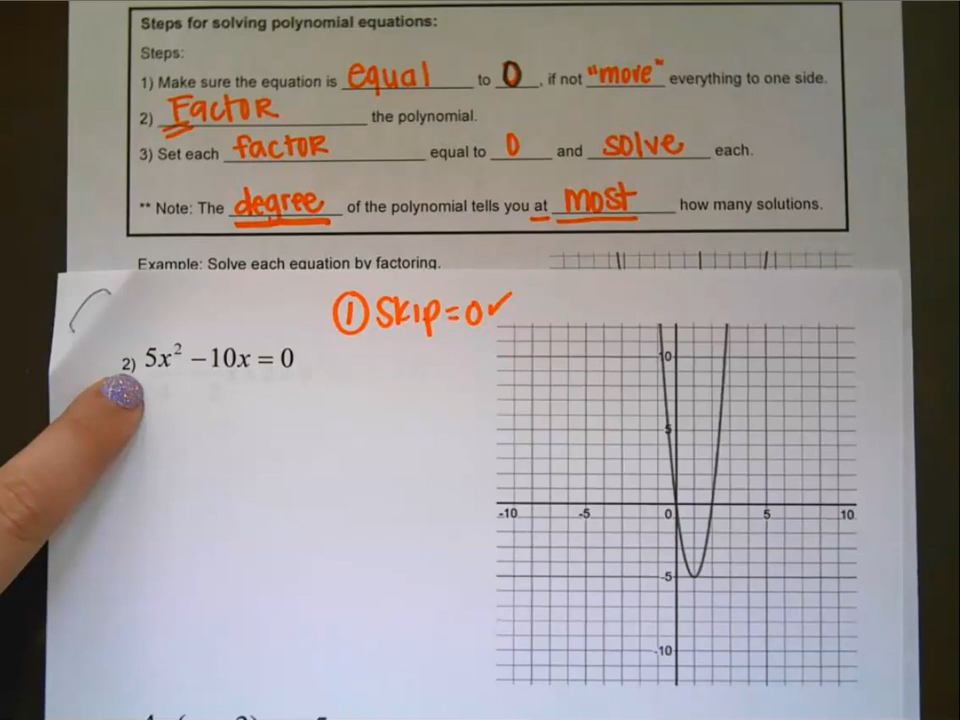 Steps for solving polynomial equations:
Steps:
1) Make sure the equation is equal to 0, if not "move" everything to one side.
2) Factor the polynomial.
3) Set each factor equal to 0 and solve each.
** Note: The degree of the polynomial tells you at most how many solutions.
Example: Solve each equation by factoring.
① Skip = 0 ✓
2) 5x² − 10x = 0
10
5
-10 -5 0 5 10
-5
-10